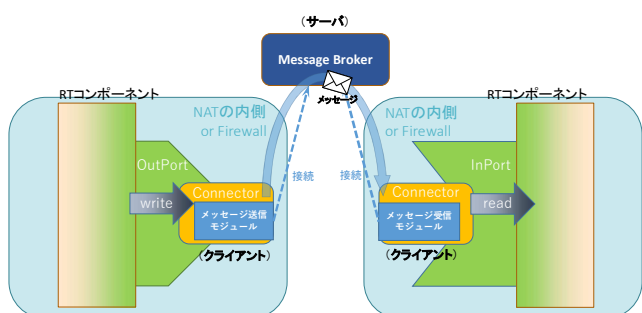 （サーバ）
Message Broker
メッセージ
RTコンポーネント
RTコンポーネント
NATの内側
or Firewall
NATの内側
or Firewall
OutPort
InPort
接続
接続
Connector
Connector
write
read
メッセージ送信
モジュール
メッセージ受信
モジュール
（クライアント）
（クライアント）